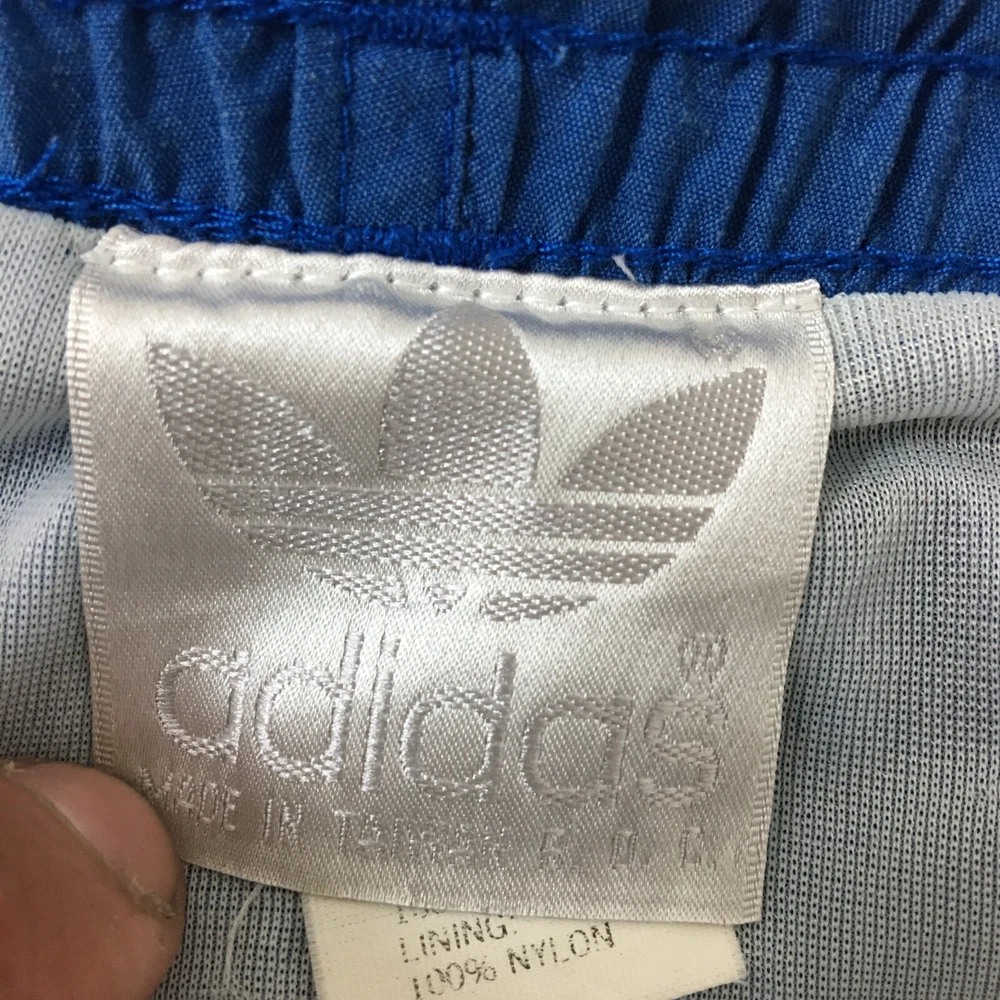 adidas
MADE IN TAIWAN R. O. C.
LINING:
100% NYLON